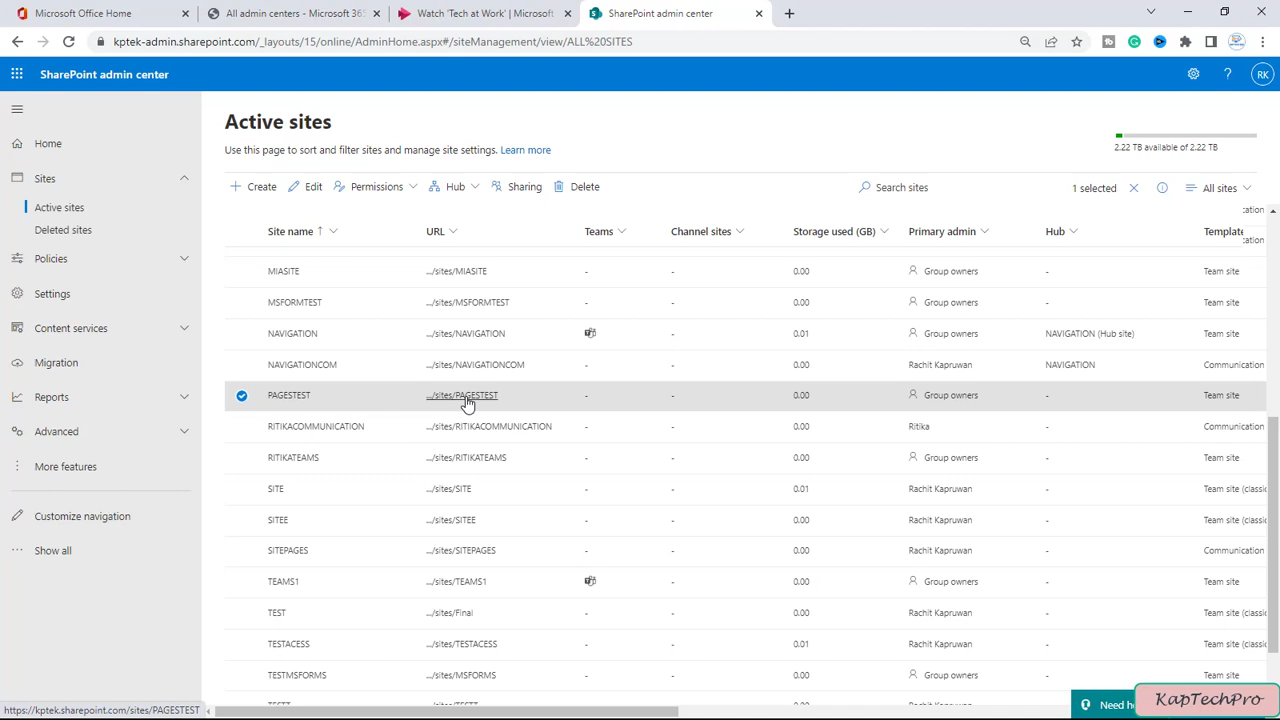 Microsoft Office Home
All admin centers - Microsoft 36
Watch 'Tech at Work' | Microsoft
SharePoint admin center
kptek-admin.sharepoint.com/_layouts/15/online/AdminHome.aspx#/siteManagement/view/ALL%20SITES
SharePoint admin center
RK
Home
Sites
Active sites
Deleted sites
Policies
Settings
Content services
Migration
Reports
Advanced
More features
Customize navigation
Show all
Active sites
Use this page to sort and filter sites and manage site settings. Learn more
2.22 TB available of 2.22 TB
Create Edit Permissions Hub Sharing Delete Search sites 1 selected All sites
Site name ↑ URL Teams Channel sites Storage used (GB) Primary admin Hub Template
MIASITE .../sites/MIASITE - - 0.00 Group owners - Team site
MSFORMTEST .../sites/MSFORMTEST - - 0.00 Group owners - Team site
NAVIGATION .../sites/NAVIGATION - 0.01 Group owners NAVIGATION (Hub site) Team site
NAVIGATIONCOM .../sites/NAVIGATIONCOM - - 0.00 Rachit Kapruwan NAVIGATION Communication
PAGESTEST .../sites/PAGESTEST - - 0.00 Group owners - Team site
RITIKACOMMUNICATION .../sites/RITIKACOMMUNICATION - - 0.00 Ritika - Communication
RITIKATEAMS .../sites/RITIKATEAMS - - 0.00 Group owners - Team site
SITE .../sites/SITE - - 0.01 Rachit Kapruwan - Team site (classic
SITEE .../sites/SITEE - - 0.00 Rachit Kapruwan - Team site (classic
SITEPAGES .../sites/SITEPAGES - - 0.00 Rachit Kapruwan - Communication
TEAMS1 .../sites/TEAMS1 - 0.00 Group owners - Team site
TEST .../sites/Final - - 0.00 Rachit Kapruwan - Team site (classic
TESTACESS .../sites/TESTACESS - - 0.01 Rachit Kapruwan - Team site (classic
TESTMSFORMS .../sites/MSFORMS - - 0.00 Group owners - Team site
https://kptek.sharepoint.com/sites/PAGESTEST
KapTechPro